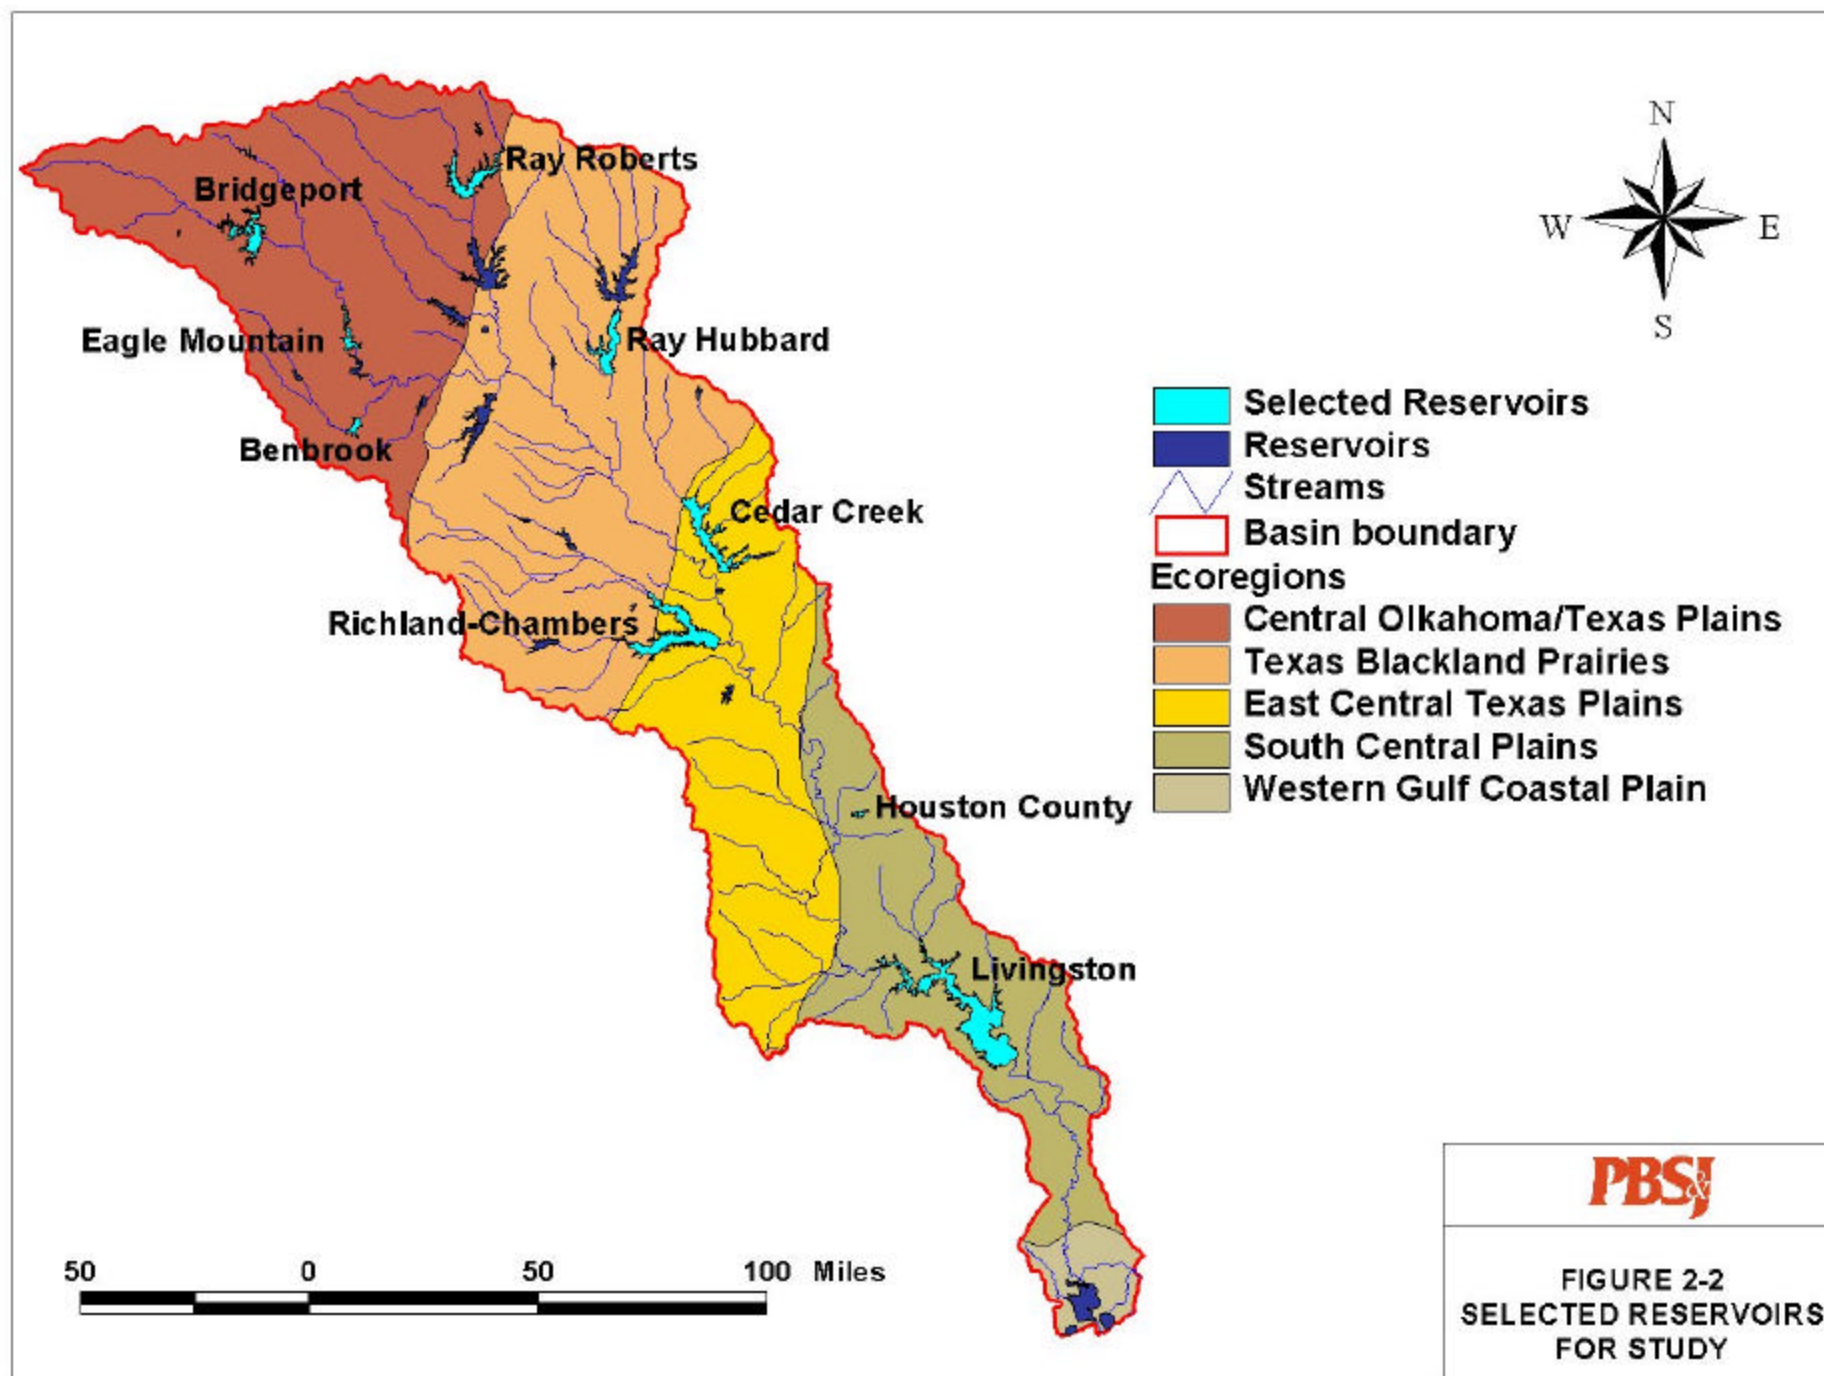 N
W E
S
Ray Roberts
Bridgeport
Eagle Mountain
Ray Hubbard
Benbrook
Cedar Creek
Richland-Chambers
Houston County
Livingston
Selected Reservoirs
Reservoirs
Streams
Basin boundary
Ecoregions
Central Olkahoma/Texas Plains
Texas Blackland Prairies
East Central Texas Plains
South Central Plains
Western Gulf Coastal Plain
50 0 50 100 Miles
PBS&J
FIGURE 2-2
SELECTED RESERVOIRS
FOR STUDY